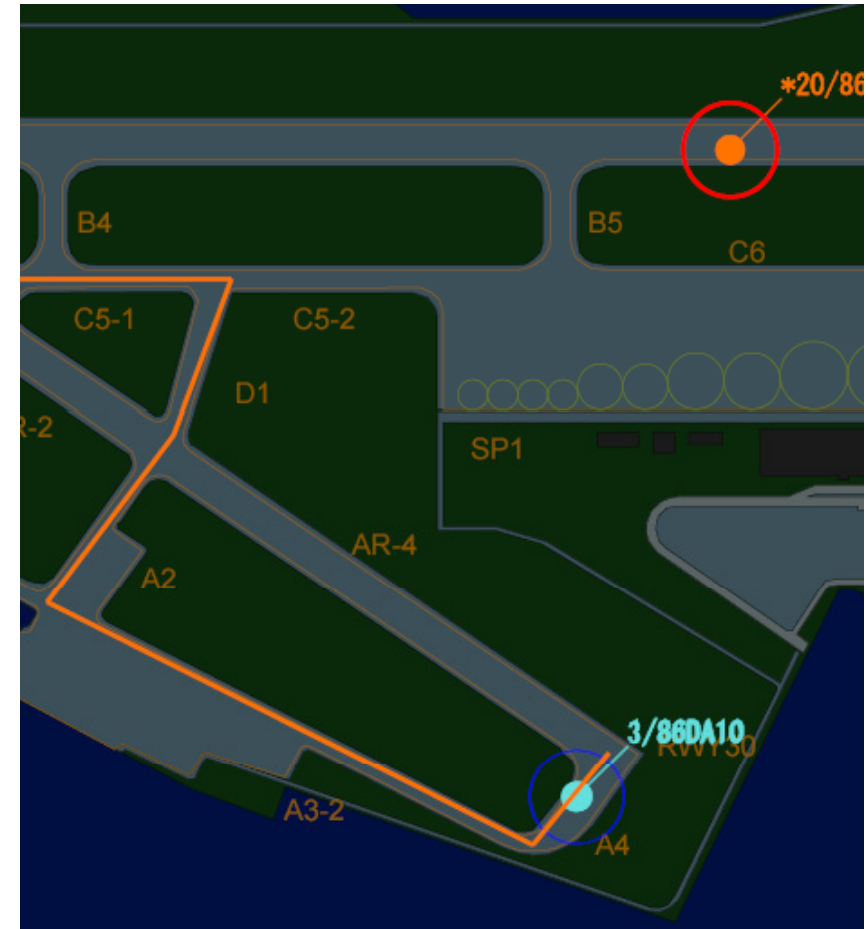 *20/86
B4
B5
C6
C5-1
C5-2
D1
R-2
SP1
AR-4
A2
3/86DA10
RWY30
A3-2
A4